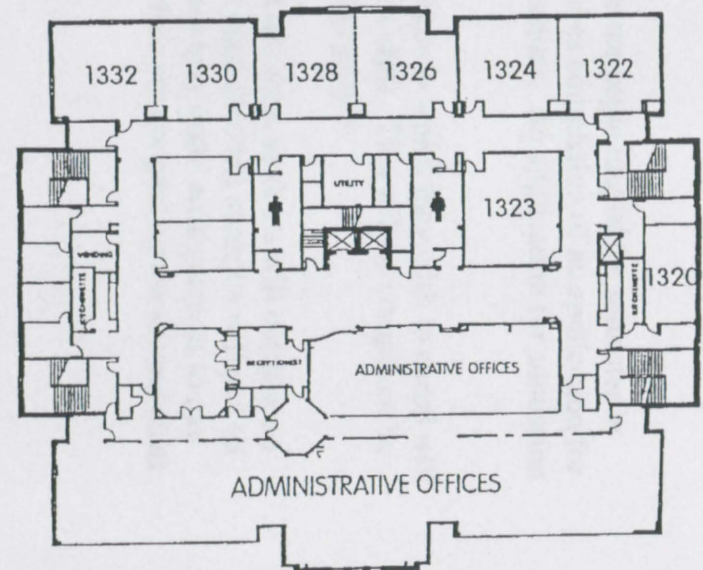 1332 1330 1328 1326 1324 1322
UTILITY
1323
VENDING
KITCHENETTE
KITCHENETTE
1320
RECEPTIONIST
ADMINISTRATIVE OFFICES
ADMINISTRATIVE OFFICES